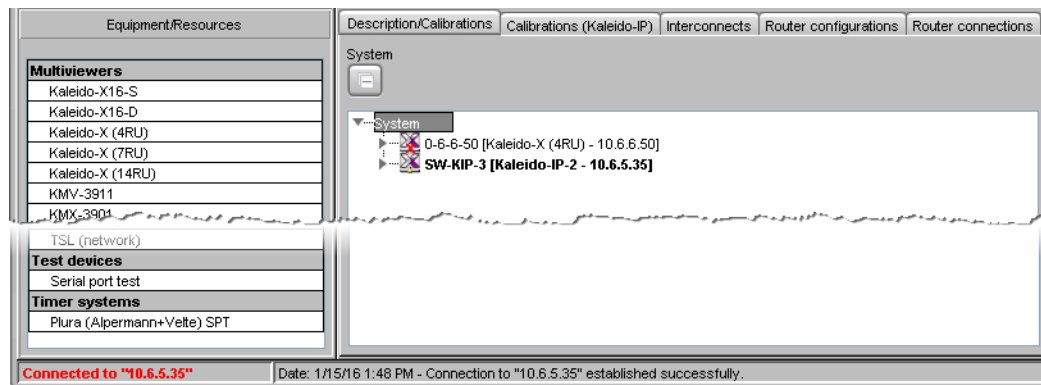 Equipment/Resources
Multiviewers
Kaleido-X16-S
Kaleido-X16-D
Kaleido-X (4RU)
Kaleido-X (7RU)
Kaleido-X (14RU)
KMV-3911
KMX-3901
TSL (network)
Test devices
Serial port test
Timer systems
Plura (Alpermann+Velte) SPT
Description/Calibrations Calibrations (Kaleido-IP) Interconnects Router configurations Router connections
System
System
0-6-6-50 [Kaleido-X (4RU) - 10.6.6.50]
SW-KIP-3 [Kaleido-IP-2 - 10.6.5.35]
Connected to "10.6.5.35" Date: 1/15/16 1:48 PM - Connection to "10.6.5.35" established successfully.